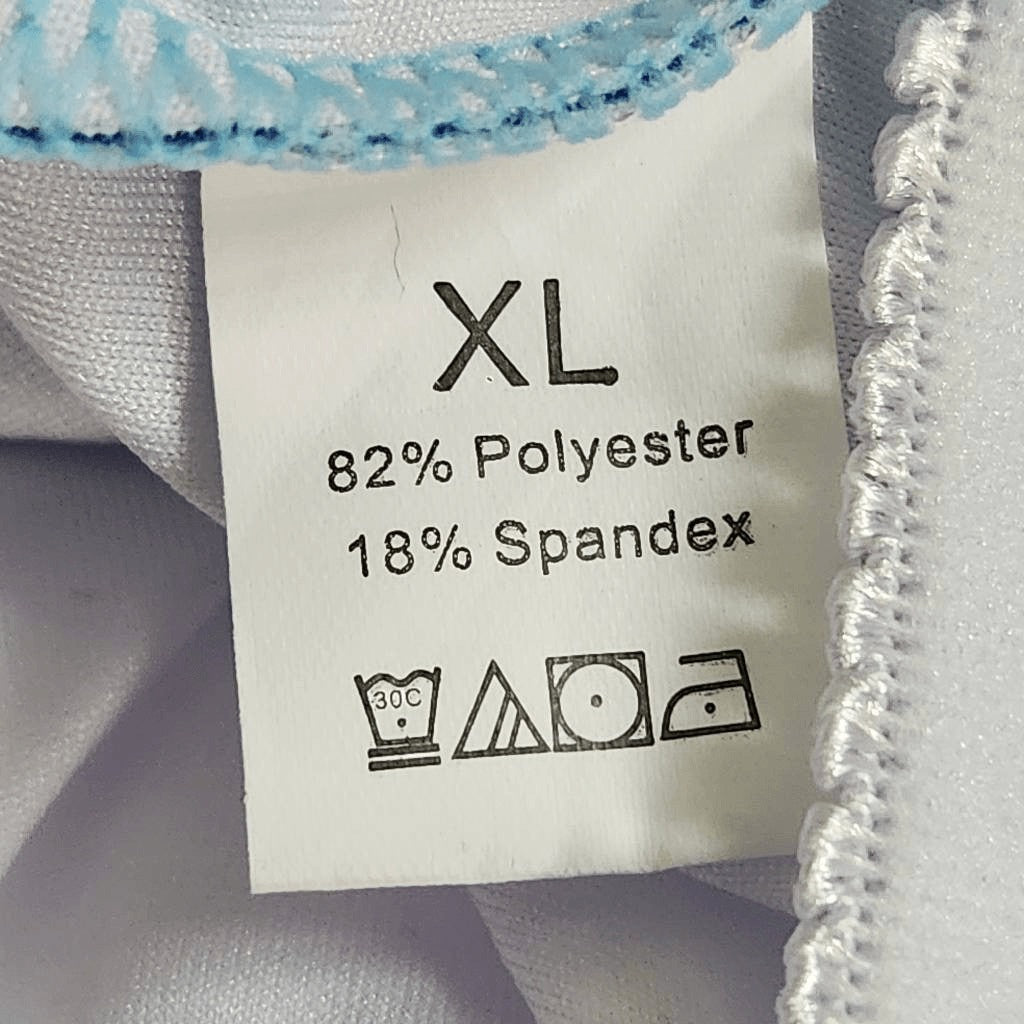 XL
82% Polyester
18% Spandex
30C